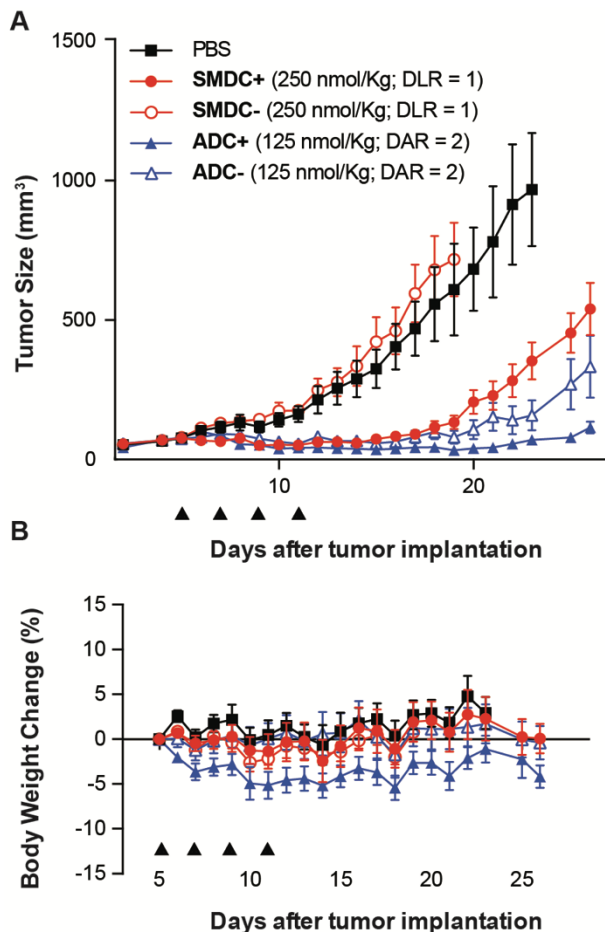 A
1500
1000
500
0
Tumor Size (mm³)
PBS
SMDC+ (250 nmol/Kg; DLR = 1)
SMDC- (250 nmol/Kg; DLR = 1)
ADC+ (125 nmol/Kg; DAR = 2)
ADC- (125 nmol/Kg; DAR = 2)
10 20
Days after tumor implantation
B
15
10
5
0
-5
-10
-15
Body Weight Change (%)
5 10 15 20 25
Days after tumor implantation